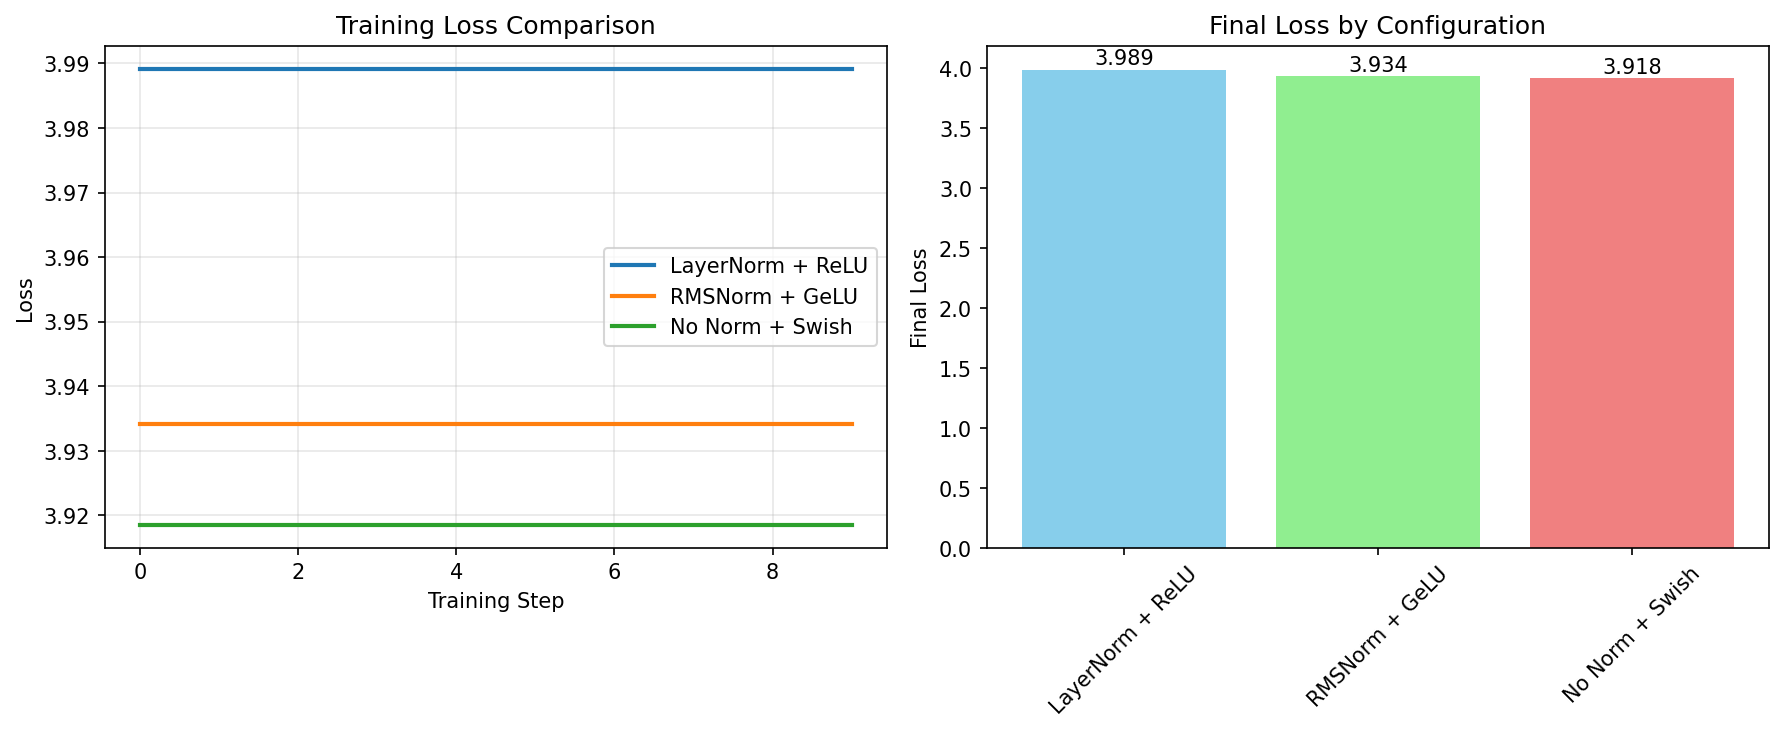 Training Loss Comparison
3.99
3.98
3.97
3.96
3.95
3.94
3.93
3.92
Loss
LayerNorm + ReLU
RMSNorm + GeLU
No Norm + Swish
0 2 4 6 8
Training Step
Final Loss by Configuration
4.0
3.5
3.0
2.5
2.0
1.5
1.0
0.5
0.0
Final Loss
3.989 3.934 3.918
LayerNorm + ReLU
RMSNorm + GeLU
No Norm + Swish